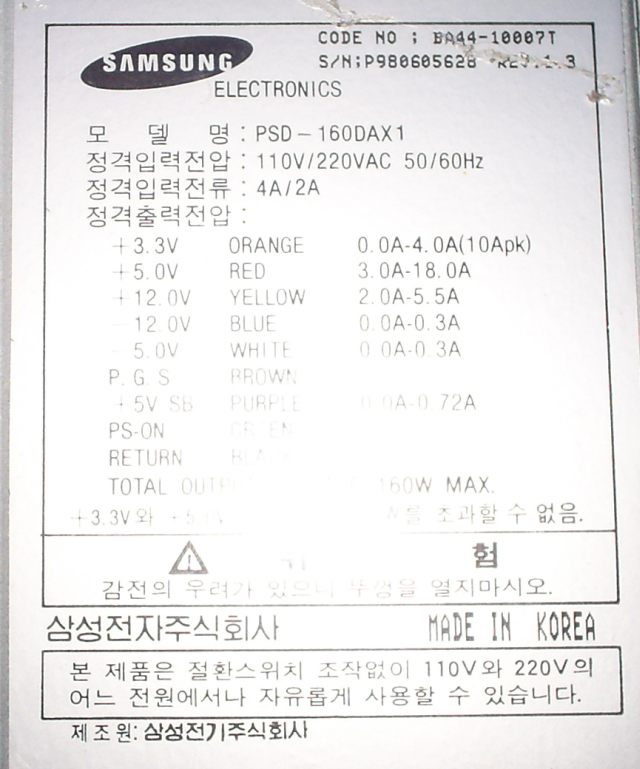 SAMSUNG
ELECTRONICS
CODE NO ; BA44-10007T
S/N;P980605628 REV.1.3
모 델 명 : PSD-160DAX1
정격입력전압 : 110V/220VAC 50/60Hz
정격입력전류 : 4A/2A
정격출력전압 :
+3.3V ORANGE 0.0A-4.0A(10Apk)
+5.0V RED 3.0A-18.0A
+12.0V YELLOW 2.0A-5.5A
-12.0V BLUE 0.0A-0.3A
-5.0V WHITE 0.0A-0.3A
P.G.S BROWN
+5V SB PURPLE 0.0A-0.72A
PS-ON GREEN
RETURN BLACK
TOTAL OUTPUT 160W MAX.
+3.3V와 를 초과할 수 없음.
험
감전의 우려가 있으니 뚜껑을 열지마시오.
삼성전자주식회사 MADE IN KOREA
본 제품은 절환스위치 조작없이 110V와 220V의
어느 전원에서나 자유롭게 사용할 수 있습니다.
제조원: 삼성전기주식회사